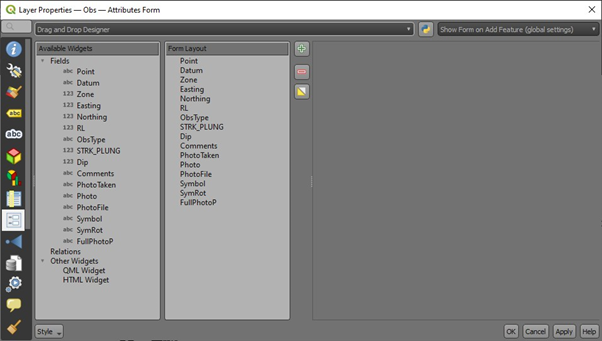 Layer Properties — Obs — Attributes Form
Drag and Drop Designer
Show Form on Add Feature (global settings)
Available Widgets
Fields
abc Point
abc Datum
123 Zone
123 Easting
123 Northing
123 RL
abc ObsType
123 STRK_PLUNG
123 Dip
abc Comments
abc PhotoTaken
abc Photo
abc PhotoFile
abc Symbol
abc SymRot
abc FullPhotoP
Relations
Other Widgets
QML Widget
HTML Widget
Form Layout
Point
Datum
Zone
Easting
Northing
RL
ObsType
STRK_PLUNG
Dip
Comments
PhotoTaken
Photo
PhotoFile
Symbol
SymRot
FullPhotoP
abc
abc
Style
OK
Cancel
Apply
Help